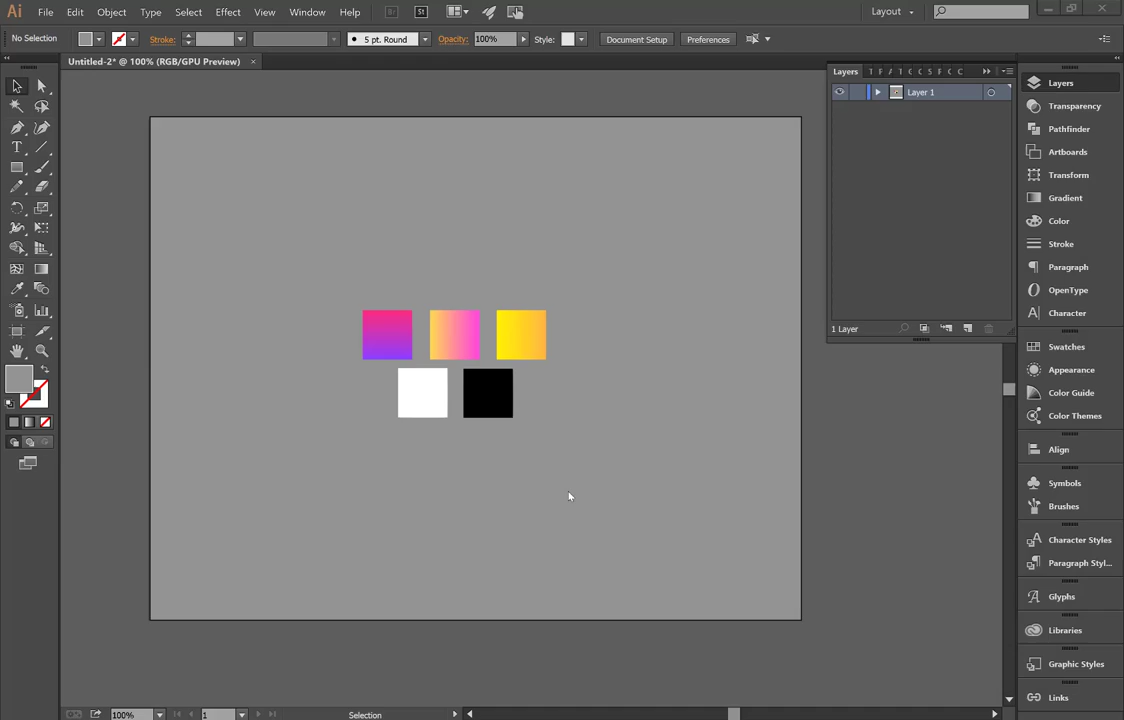 Ai File Edit Object Type Select Effect View Window Help Br St Layout
No Selection Stroke: 5 pt. Round Opacity: 100% Style: Document Setup Preferences
Untitled-2* @ 100% (RGB/GPU Preview) ×
Layers T P A T G C S F C C
Layer 1
1 Layer
Layers
Transparency
Pathfinder
Artboards
Transform
Gradient
Color
Stroke
Paragraph
OpenType
Character
Swatches
Appearance
Color Guide
Color Themes
Align
Symbols
Brushes
Character Styles
Paragraph Styl...
Glyphs
Libraries
Graphic Styles
Links
100% 1 Selection